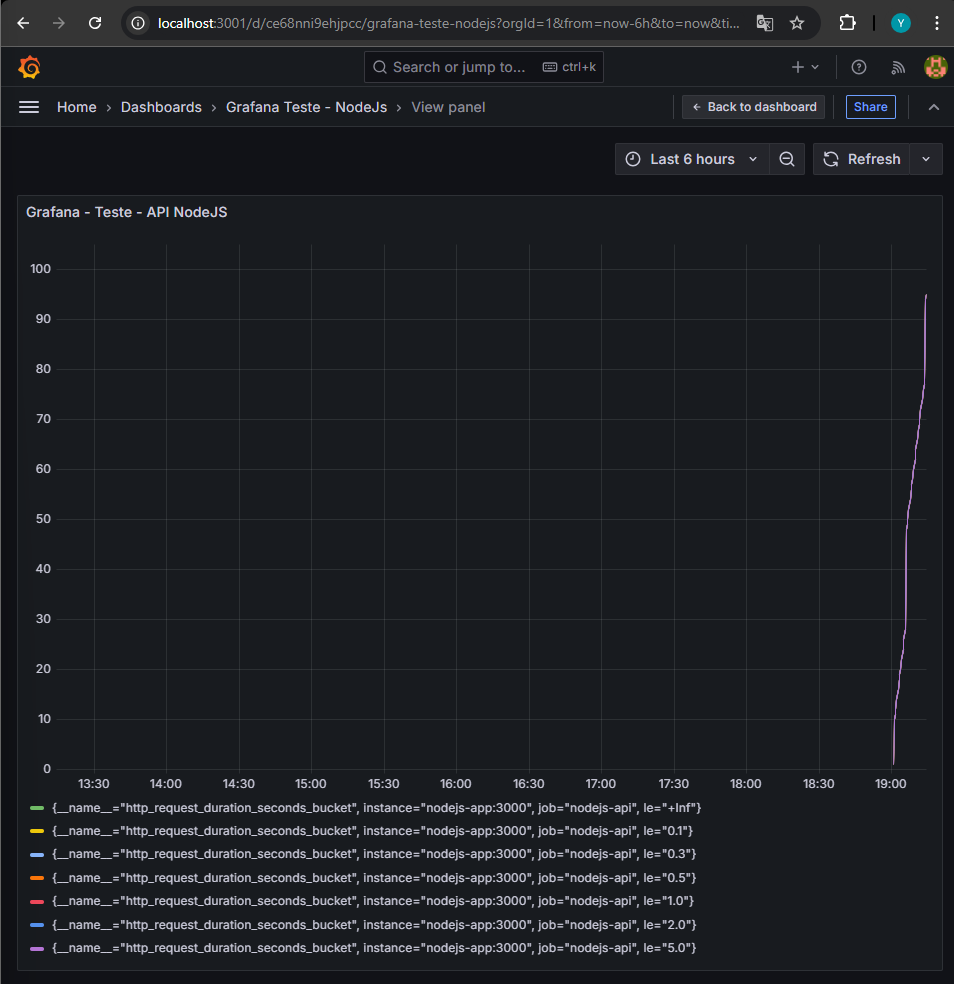 localhost:3001/d/ce68nni9ehjpcc/grafana-teste-nodejs?orgId=1&from=now-6h&to=now&ti...
Y
Search or jump to... ctrl+k
Home › Dashboards › Grafana Teste - NodeJs › View panel
Back to dashboard
Share
Last 6 hours
Refresh
Grafana - Teste - API NodeJS
100
90
80
70
60
50
40
30
20
10
0
13:30 14:00 14:30 15:00 15:30 16:00 16:30 17:00 17:30 18:00 18:30 19:00
{__name__="http_request_duration_seconds_bucket", instance="nodejs-app:3000", job="nodejs-api", le="+Inf"}
{__name__="http_request_duration_seconds_bucket", instance="nodejs-app:3000", job="nodejs-api", le="0.1"}
{__name__="http_request_duration_seconds_bucket", instance="nodejs-app:3000", job="nodejs-api", le="0.3"}
{__name__="http_request_duration_seconds_bucket", instance="nodejs-app:3000", job="nodejs-api", le="0.5"}
{__name__="http_request_duration_seconds_bucket", instance="nodejs-app:3000", job="nodejs-api", le="1.0"}
{__name__="http_request_duration_seconds_bucket", instance="nodejs-app:3000", job="nodejs-api", le="2.0"}
{__name__="http_request_duration_seconds_bucket", instance="nodejs-app:3000", job="nodejs-api", le="5.0"}